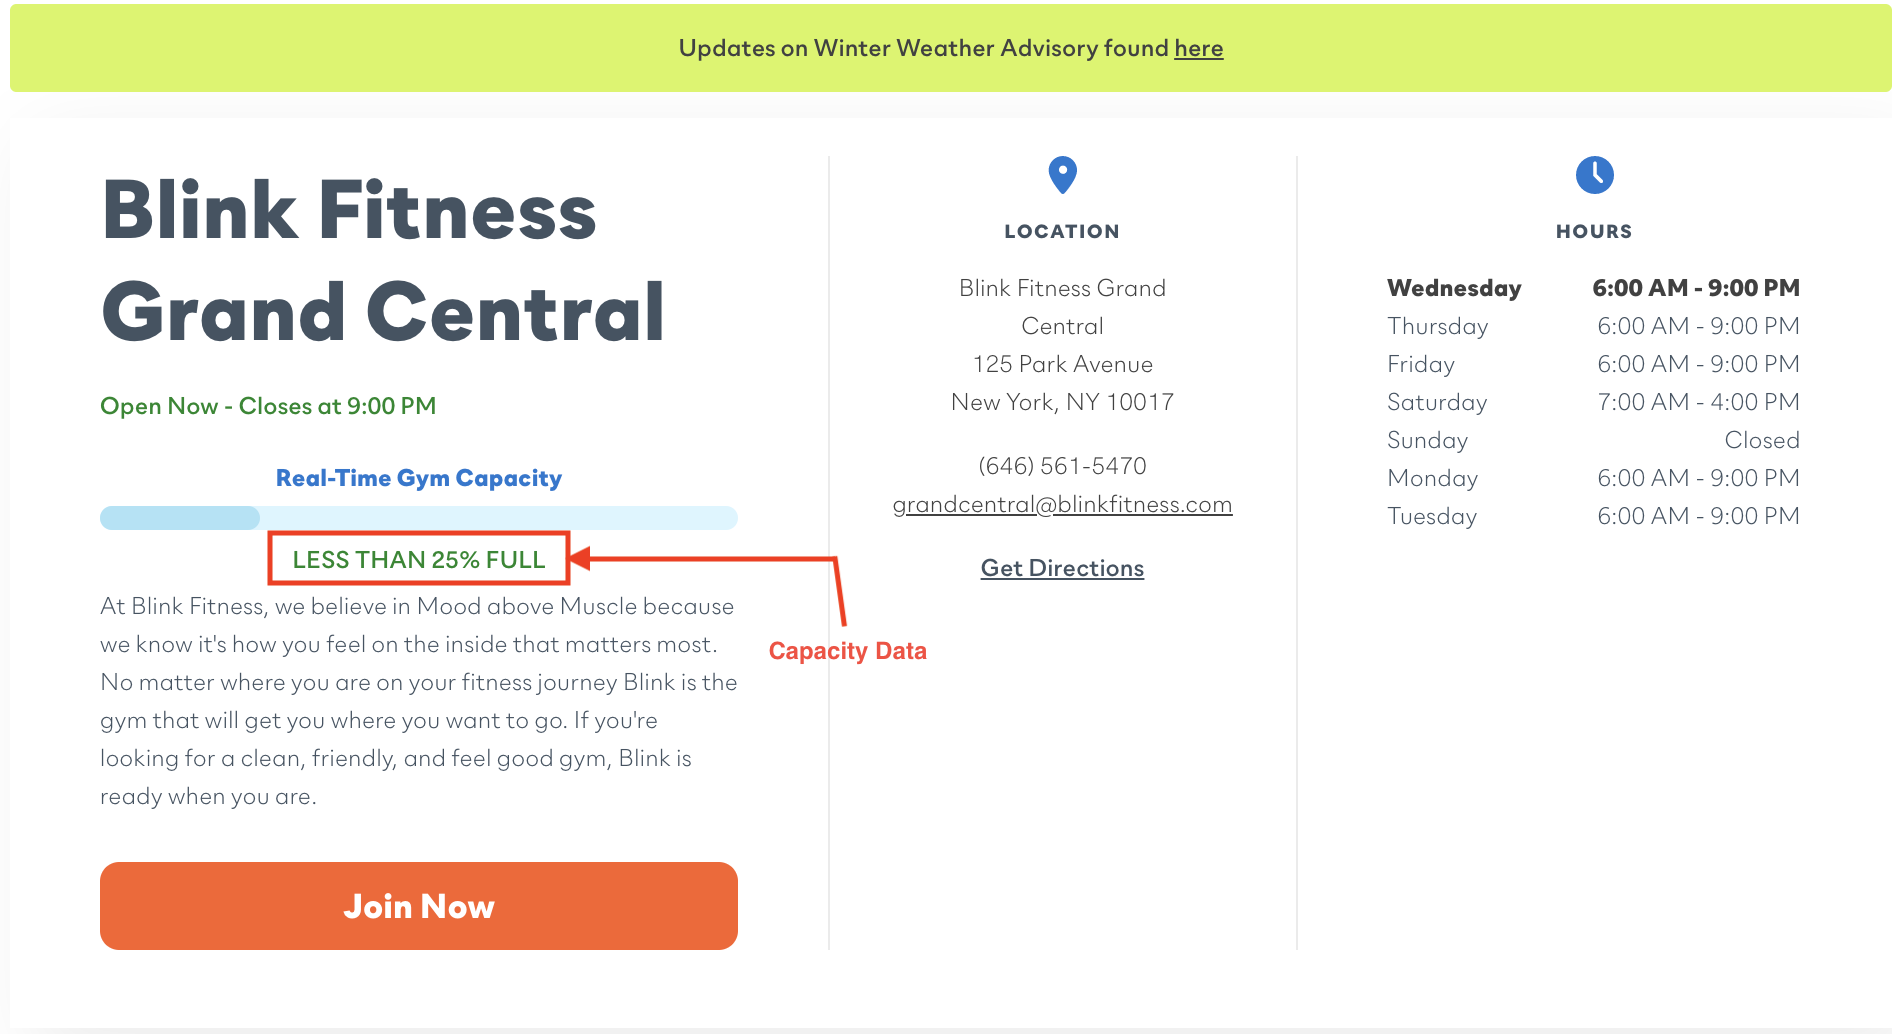 Updates on Winter Weather Advisory found here
Blink Fitness
Grand Central
Open Now - Closes at 9:00 PM
Real-Time Gym Capacity
LESS THAN 25% FULL
Capacity Data
At Blink Fitness, we believe in Mood above Muscle because
we know it's how you feel on the inside that matters most.
No matter where you are on your fitness journey Blink is the
gym that will get you where you want to go. If you're
looking for a clean, friendly, and feel good gym, Blink is
ready when you are.
Join Now
LOCATION
Blink Fitness Grand
Central
125 Park Avenue
New York, NY 10017
(646) 561-5470
grandcentral@blinkfitness.com
Get Directions
HOURS
Wednesday 6:00 AM - 9:00 PM
Thursday 6:00 AM - 9:00 PM
Friday 6:00 AM - 9:00 PM
Saturday 7:00 AM - 4:00 PM
Sunday Closed
Monday 6:00 AM - 9:00 PM
Tuesday 6:00 AM - 9:00 PM